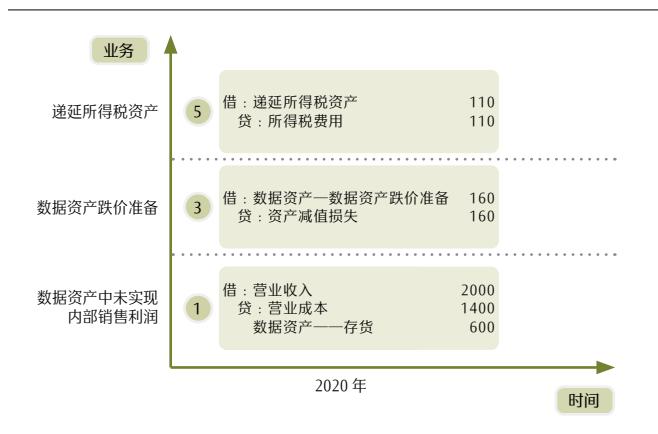 业务
递延所得税资产
5
借：递延所得税资产 110
贷：所得税费用 110
数据资产跌价准备
3
借：数据资产—数据资产跌价准备 160
贷：资产减值损失 160
数据资产中未实现
内部销售利润
1
借：营业收入 2000
贷：营业成本 1400
数据资产——存货 600
2020 年
时间